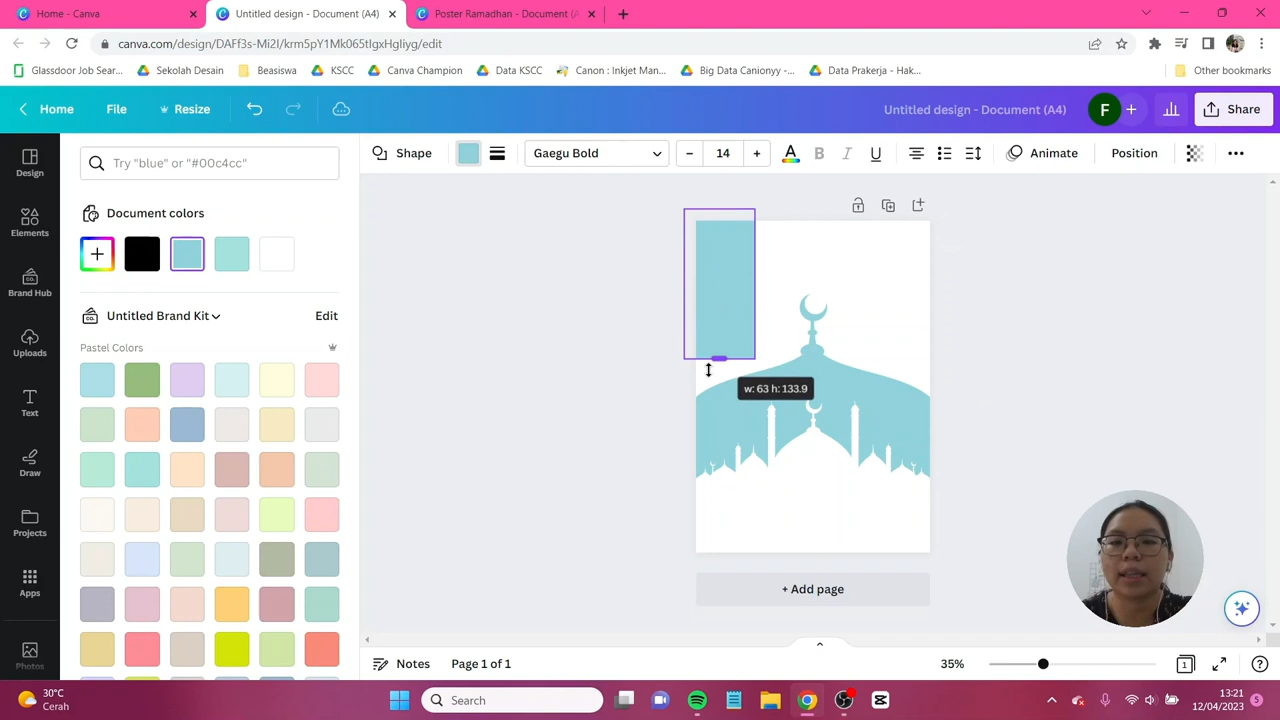 Home - Canva
Untitled design - Document (A4)
Poster Ramadhan - Document (A
canva.com/design/DAFf3s-Mi2I/krm5pY1Mk065tIgxHgIiyg/edit
Glassdoor Job Sear...
Sekolah Desain
Beasiswa
KSCC
Canva Champion
Data KSCC
Canon : Inkjet Man...
Big Data Canionyy -...
Data Prakerja - Hak...
Other bookmarks
Home
File
Resize
Untitled design - Document (A4)
F
Share
Design
Elements
Brand Hub
Uploads
Text
Draw
Projects
Apps
Photos
Try "blue" or "#00c4cc"
Document colors
Untitled Brand Kit
Edit
Pastel Colors
Shape
Gaegu Bold
14
A
B
I
U
Animate
Position
w: 63 h: 133.9
+ Add page
Notes
Page 1 of 1
35%
1
30°C
Cerah
Search
13:21
12/04/2023
5